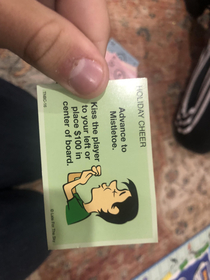 HOLIDAY CHEER
Advance to
Mistletoe.
Kiss the player
to your left or
place $100 in
center of board.